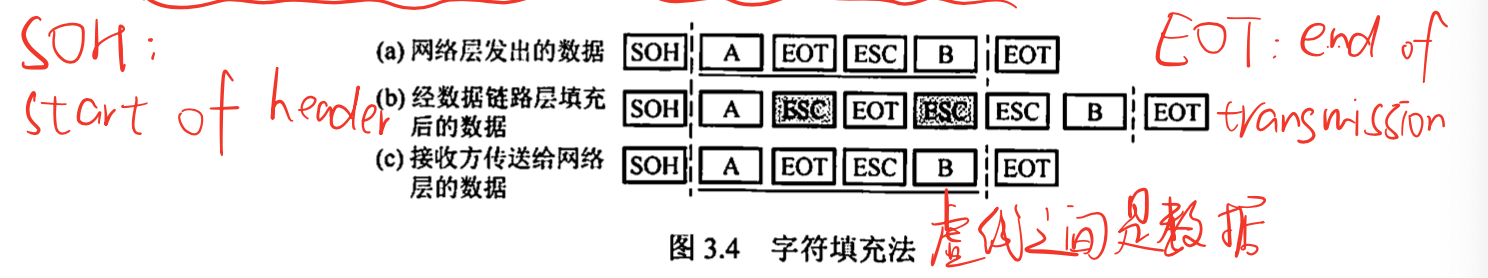 SOH:
start of header
EOT: end of
transmission
(a) 网络层发出的数据 SOH A EOT ESC B EOT
(b) 经数据链路层填充
后的数据 SOH A ESC EOT ESC ESC B EOT
(c) 接收方传送给网络
层的数据 SOH A EOT ESC B EOT
图 3.4 字符填充法
虚线之间是数据